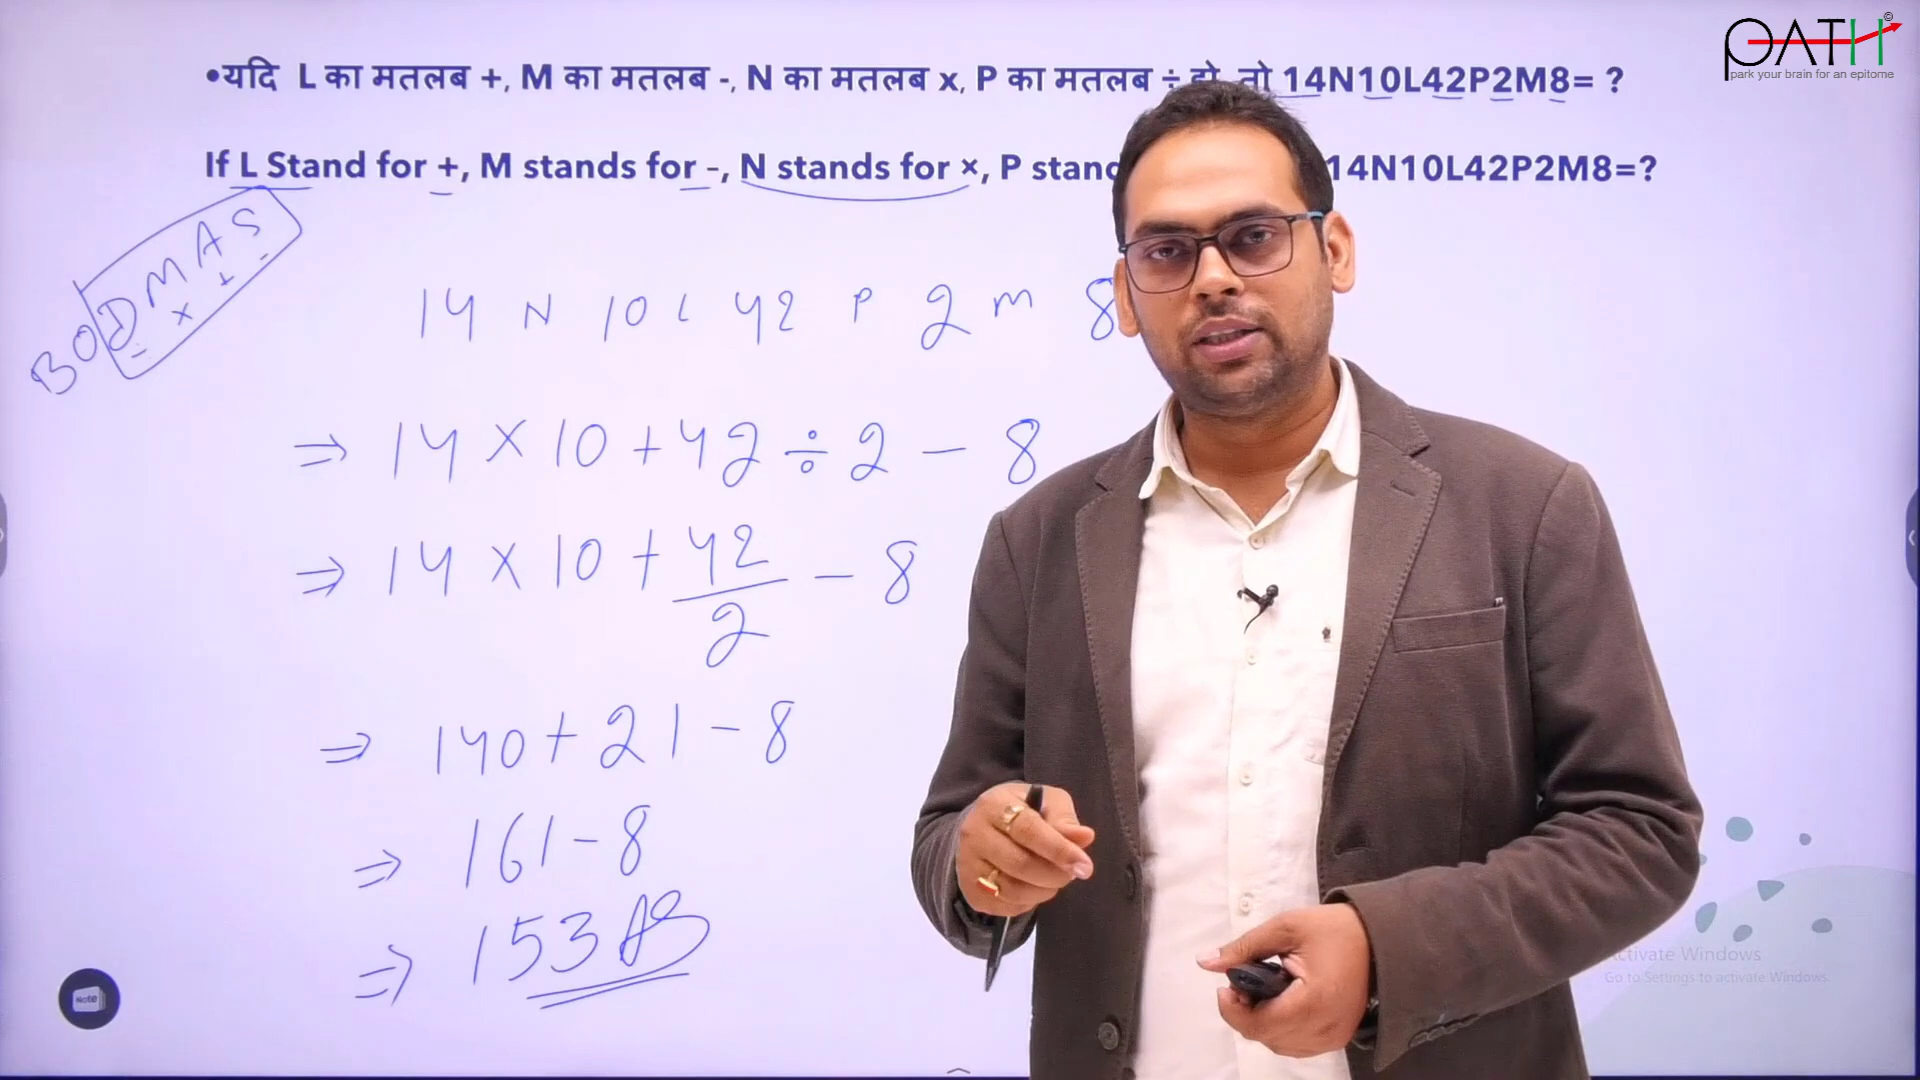 PATH©
park your brain for an epitome
•यदि L का मतलब +, M का मतलब -, N का मतलब x, P का मतलब ÷ हो, तो 14N10L42P2M8= ?
If L Stand for +, M stands for -, N stands for ×, P stand 14N10L42P2M8=?
BODMAS
÷ × + -
14 N 10 L 42 P 2 M 8
⇒ 14 × 10 + 42 ÷ 2 - 8
⇒ 14 × 10 + 42/2 - 8
⇒ 140 + 21 - 8
⇒ 161 - 8
⇒ 153 AS
Note
Activate Windows
Go to Settings to activate Windows.